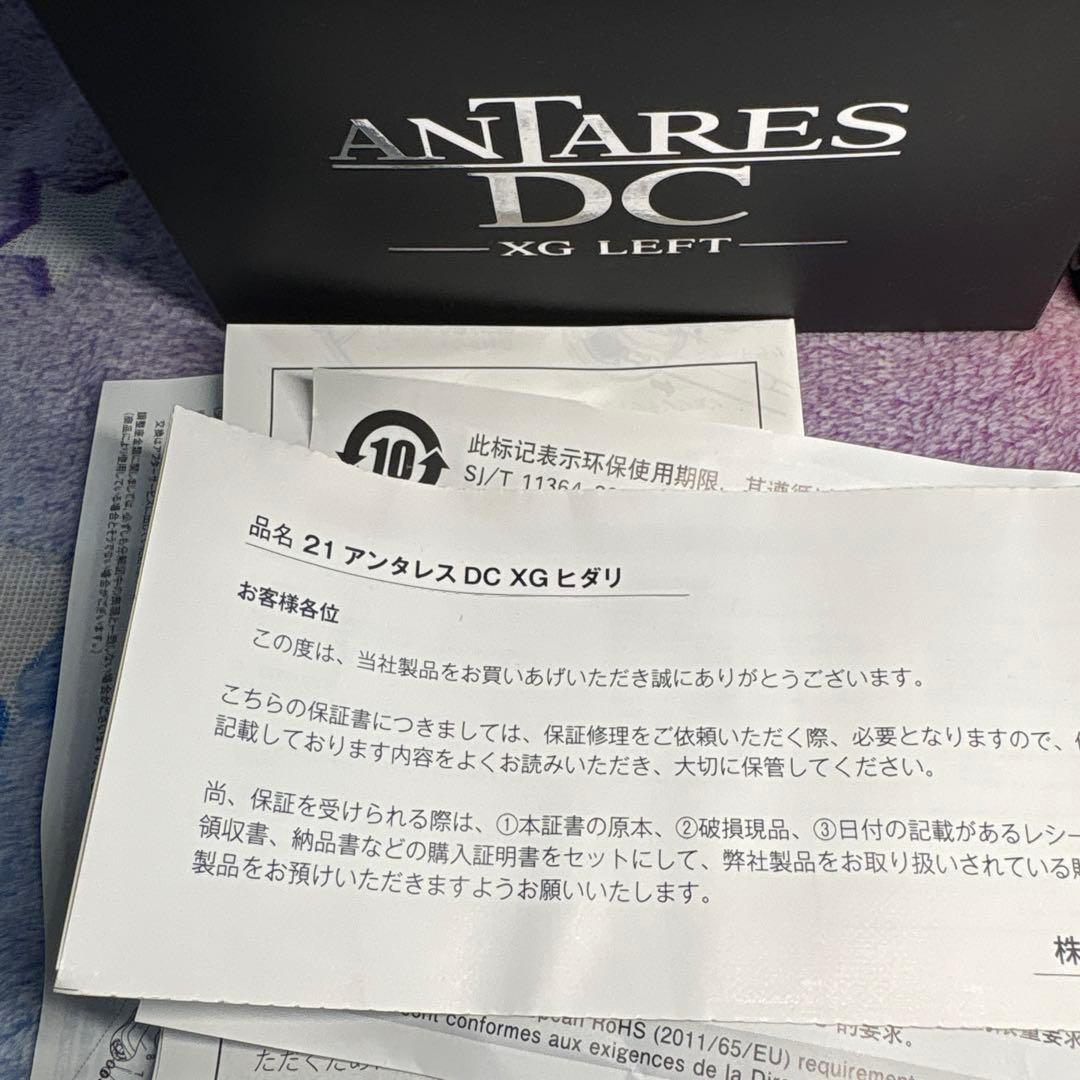 ANTARES
DC
XG LEFT
10
此标记表示环保使用期限、其遵循
SJ/T 11364
品名 21 アンタレス DC XG ヒダリ
お客様各位
この度は、当社製品をお買いあげいただき誠にありがとうございます。
こちらの保証書につきましては、保証修理をご依頼いただく際、必要となりますので、
記載しております内容をよくお読みいただき、大切に保管してください。
尚、保証を受けられる際は、①本証書の原本、②破損現品、③日付の記載があるレシー
領収書、納品書などの購入証明書をセットにして、弊社製品をお取り扱いされている
製品をお預けいただきますようお願いいたします。
株
的要求。
RoHS (2011/65/EU) requirement
conformes aux exigences de la
ただくため